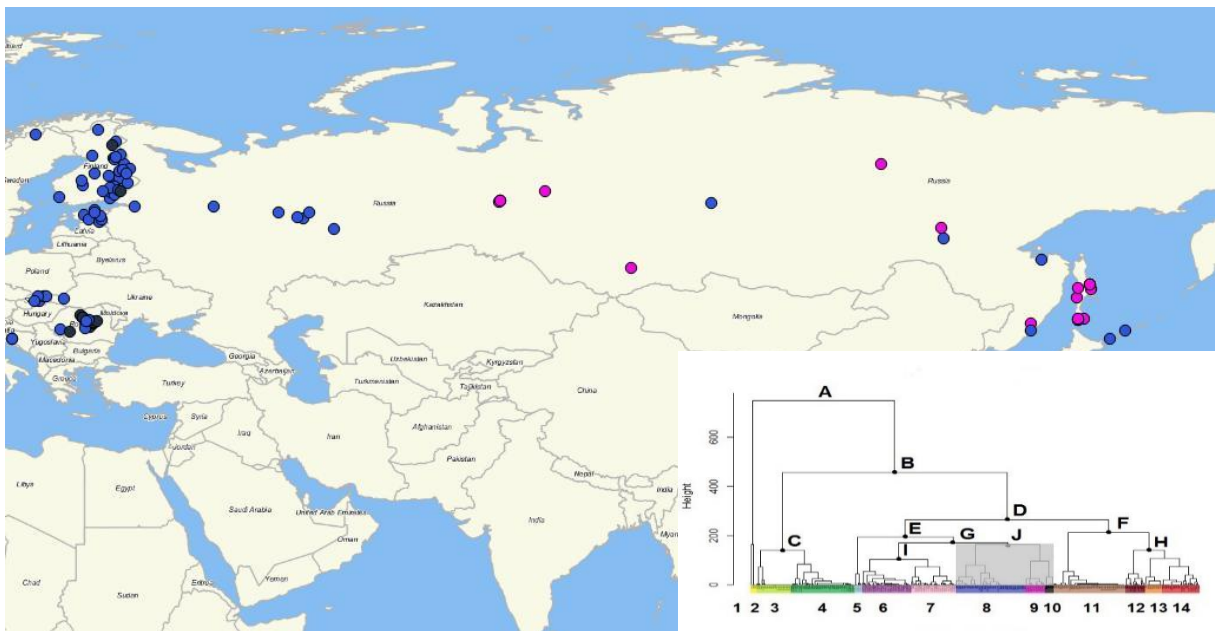 Finland
Sweden
Russia
Russia
Latvia
Lithuania
Byelarus
Poland
Ukraine
Kazakhstan
Mongolia
Hungary
Moldova
Yugoslavia
Bulgaria
Macedonia
Greece
Georgia
Azerbaijan
Uzbekistan
Kyrgyzstan
Turkey
Turkmenistan
Tajikistan
China
Cyprus
Syria
Iraq
Iran
Afghanistan
Jordan
Pakistan
Nepal
Libya
Egypt
Saudi Arabia
United Arab Emirates
India
India
Oman
Chad
Sudan
Eritrea
Yemen
A
B
C
D
E
F
G
J
H
I
Height
600
400
200
0
1 2 3 4 5 6 7 8 9 10 11 12 13 14